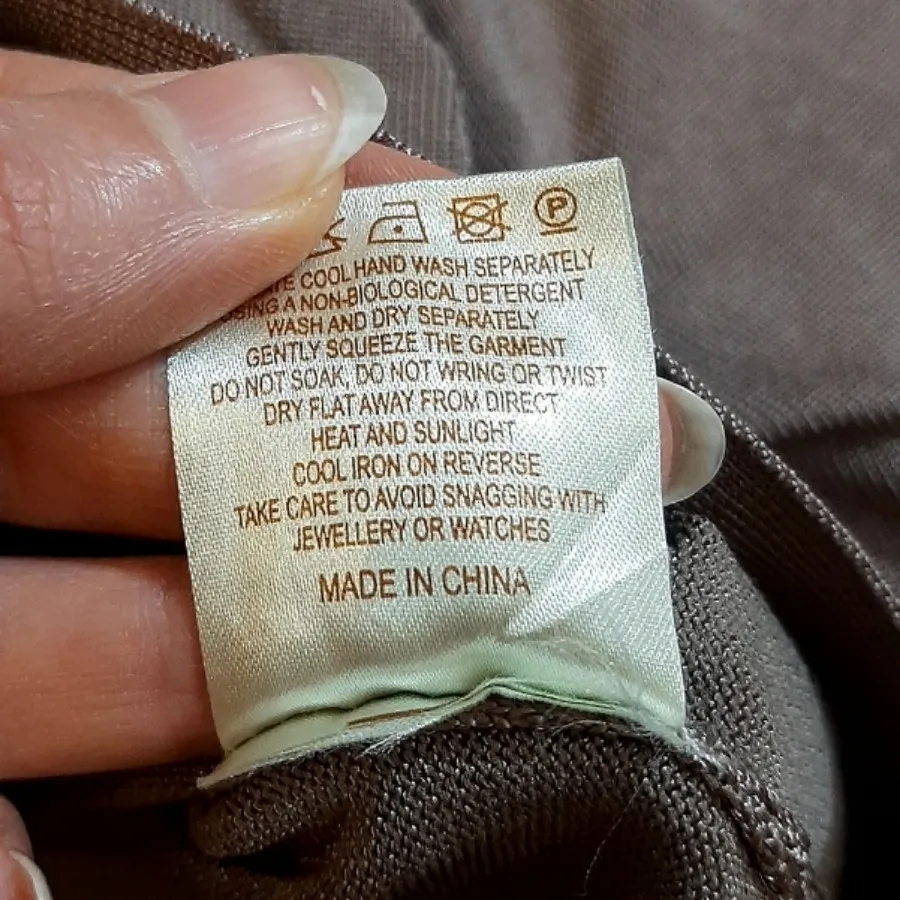 P
COOL HAND WASH SEPARATELY
USING A NON-BIOLOGICAL DETERGENT
WASH AND DRY SEPARATELY
GENTLY SQUEEZE THE GARMENT
DO NOT SOAK, DO NOT WRING OR TWIST
DRY FLAT AWAY FROM DIRECT
HEAT AND SUNLIGHT
COOL IRON ON REVERSE
TAKE CARE TO AVOID SNAGGING WITH
JEWELLERY OR WATCHES
MADE IN CHINA